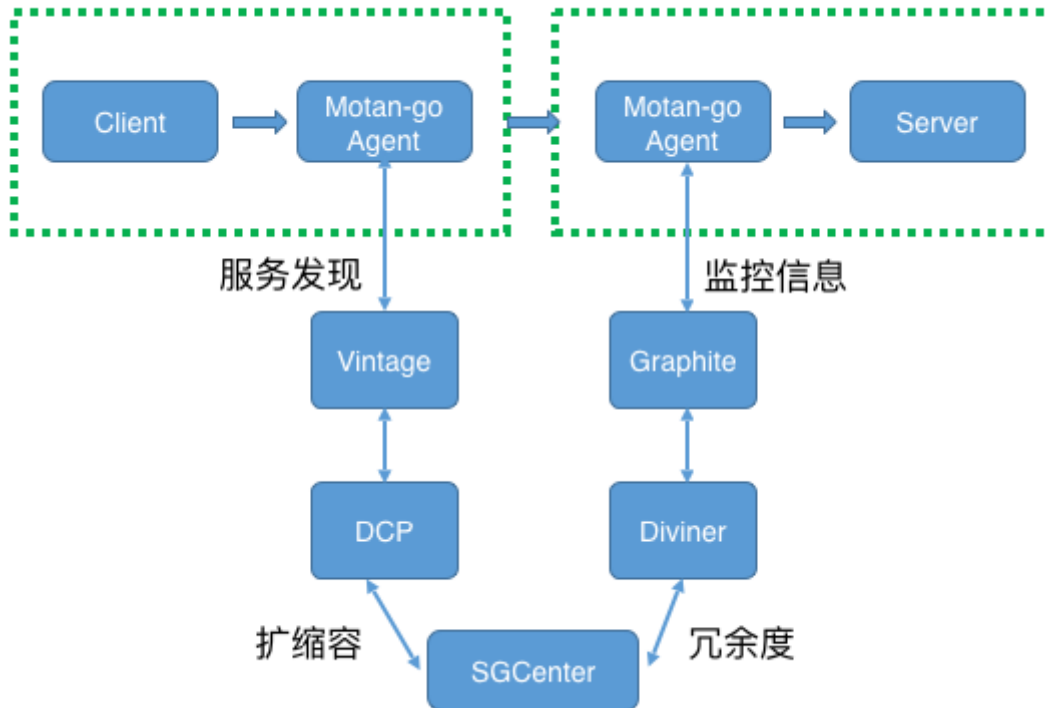 Client
Motan-go
Agent
Motan-go
Agent
Server
服务发现
监控信息
Vintage
Graphite
DCP
Diviner
扩缩容
冗余度
SGCenter